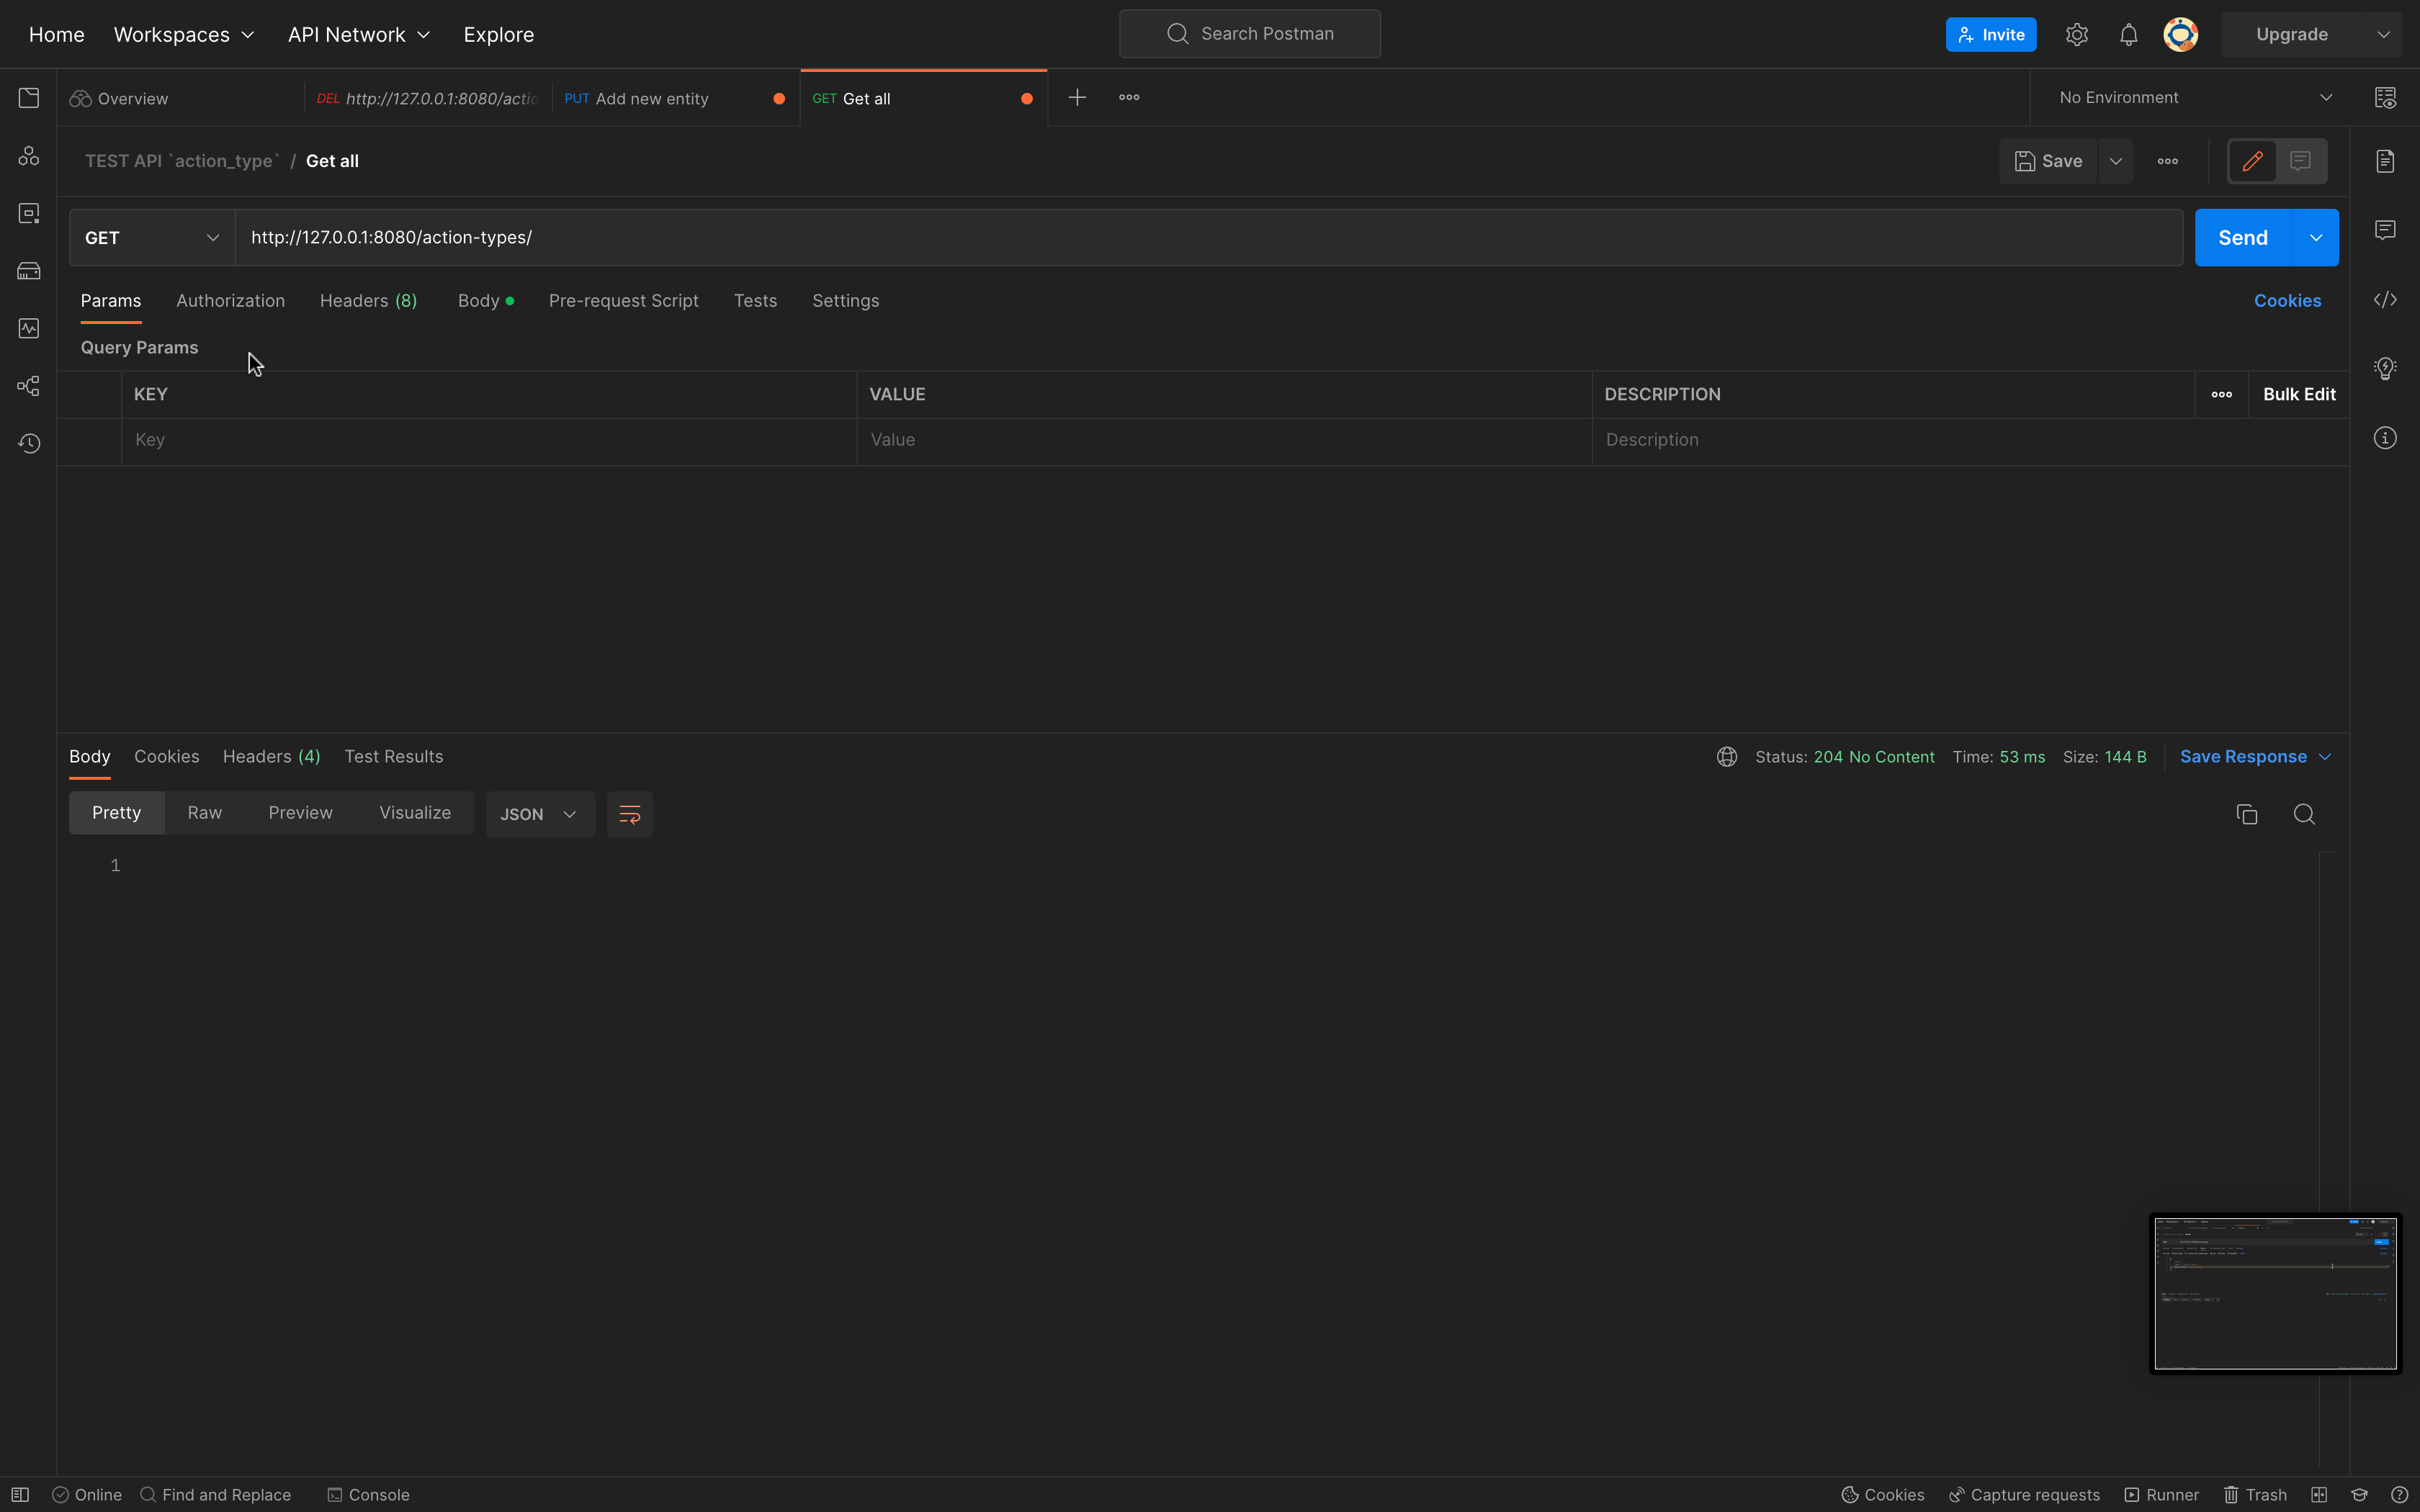 Home Workspaces API Network Explore Search Postman Invite Upgrade
Overview DEL http://127.0.0.1:8080/actio PUT Add new entity GET Get all No Environment
TEST API `action_type` / Get all Save
GET http://127.0.0.1:8080/action-types/ Send
Params Authorization Headers (8) Body Pre-request Script Tests Settings Cookies
Query Params
KEY VALUE DESCRIPTION Bulk Edit
Key Value Description
Body Cookies Headers (4) Test Results Status: 204 No Content Time: 53 ms Size: 144 B Save Response
Pretty Raw Preview Visualize JSON
1
Online Find and Replace Console Cookies Capture requests Runner Trash